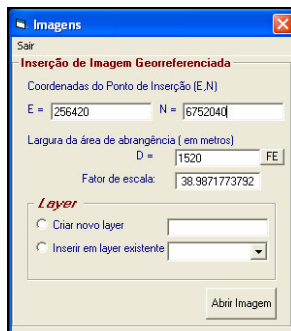 Imagens
Sair
Inserção de Imagem Georreferenciada
Coordenadas do Ponto de Inserção (E,N)
E = 256420 N = 6752040
Largura da área de abrangência ( em metros)
D = 1520 FE
Fator de escala: 38.9871773792
Layer
Criar novo layer
Inserir em layer existente
Abrir Imagem